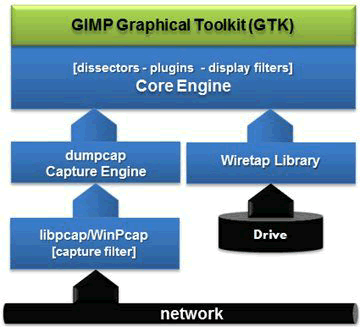 GIMP Graphical Toolkit (GTK)
[dissectors - plugins - display filters]
Core Engine
dumpcap
Capture Engine
Wiretap Library
libpcap/WinPcap
[capture filter]
Drive
network